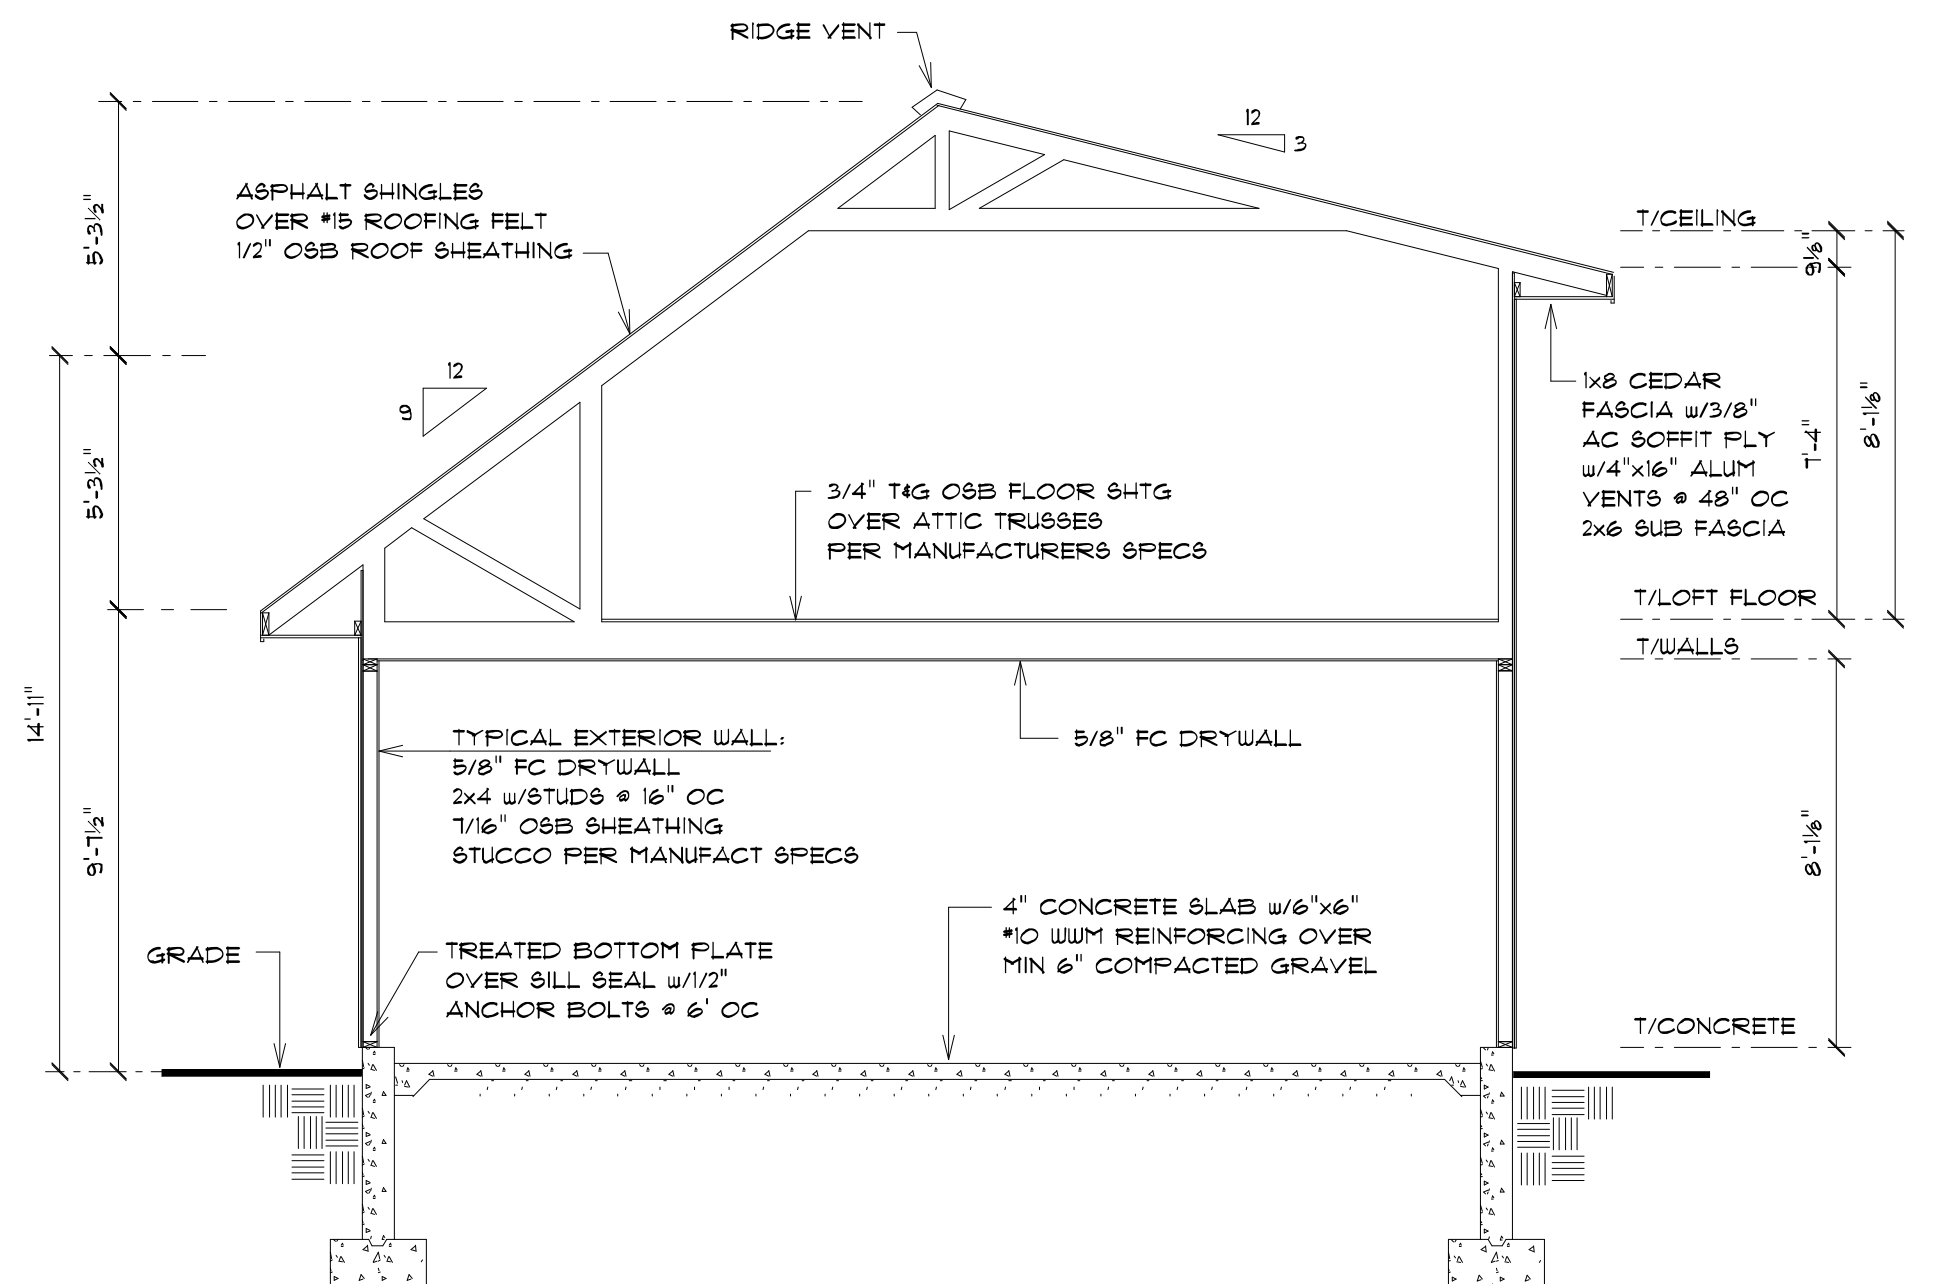 RIDGE VENT
12
3
ASPHALT SHINGLES
OVER #15 ROOFING FELT
1/2" OSB ROOF SHEATHING
5'-3½"
T/CEILING
9⅛"
12
9
1x8 CEDAR
FASCIA w/3/8"
AC SOFFIT PLY
w/4"x16" ALUM
VENTS @ 48" OC
2x6 SUB FASCIA
7'-4"
8'-1⅛"
5'-3½"
3/4" T&G OSB FLOOR SHTG
OVER ATTIC TRUSSES
PER MANUFACTURERS SPECS
T/LOFT FLOOR
T/WALLS
14'-11"
9'-7½"
TYPICAL EXTERIOR WALL:
5/8" FC DRYWALL
2x4 w/STUDS @ 16" OC
7/16" OSB SHEATHING
STUCCO PER MANUFACT SPECS
5/8" FC DRYWALL
8'-1⅛"
4" CONCRETE SLAB w/6"x6"
#10 WWM REINFORCING OVER
MIN 6" COMPACTED GRAVEL
GRADE
TREATED BOTTOM PLATE
OVER SILL SEAL w/1/2"
ANCHOR BOLTS @ 6' OC
T/CONCRETE